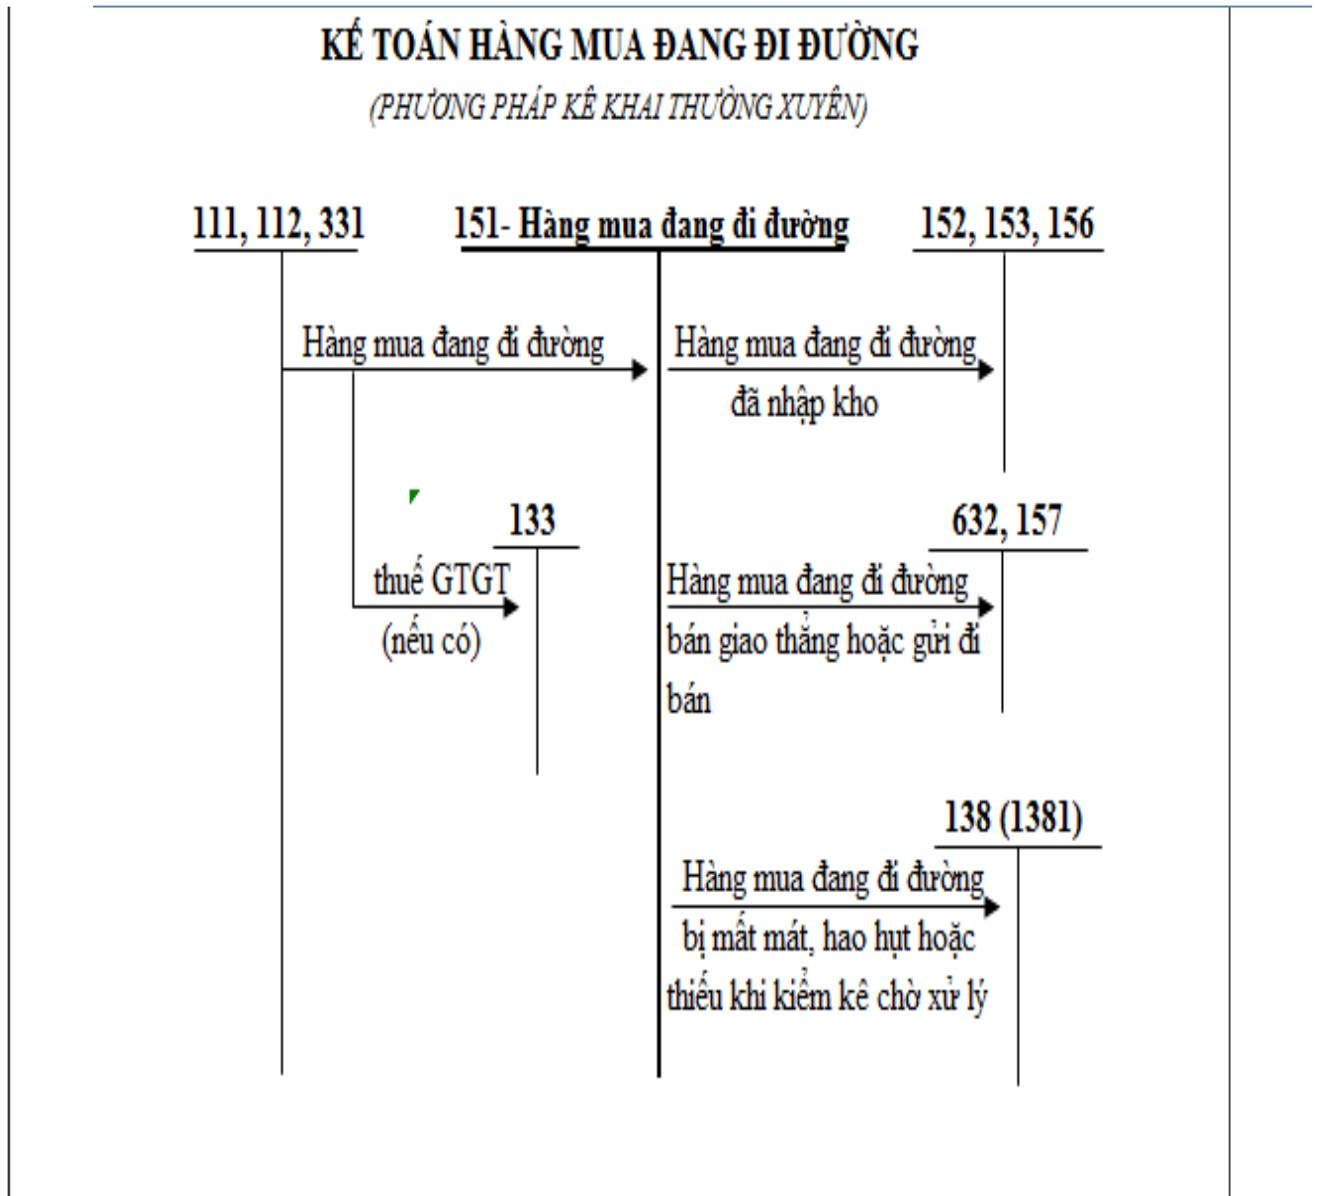 KẾ TOÁN HÀNG MUA ĐANG ĐI ĐƯỜNG
(PHƯƠNG PHÁP KÊ KHAI THƯỜNG XUYÊN)
111, 112, 331
151- Hàng mua đang đi đường
152, 153, 156
Hàng mua đang đi đường
Hàng mua đang đi đường
đã nhập kho
133
632, 157
thuế GTGT
(nếu có)
Hàng mua đang đi đường
bán giao thẳng hoặc gửi đi
bán
138 (1381)
Hàng mua đang đi đường
bị mất mát, hao hụt hoặc
thiếu khi kiểm kê chờ xử lý